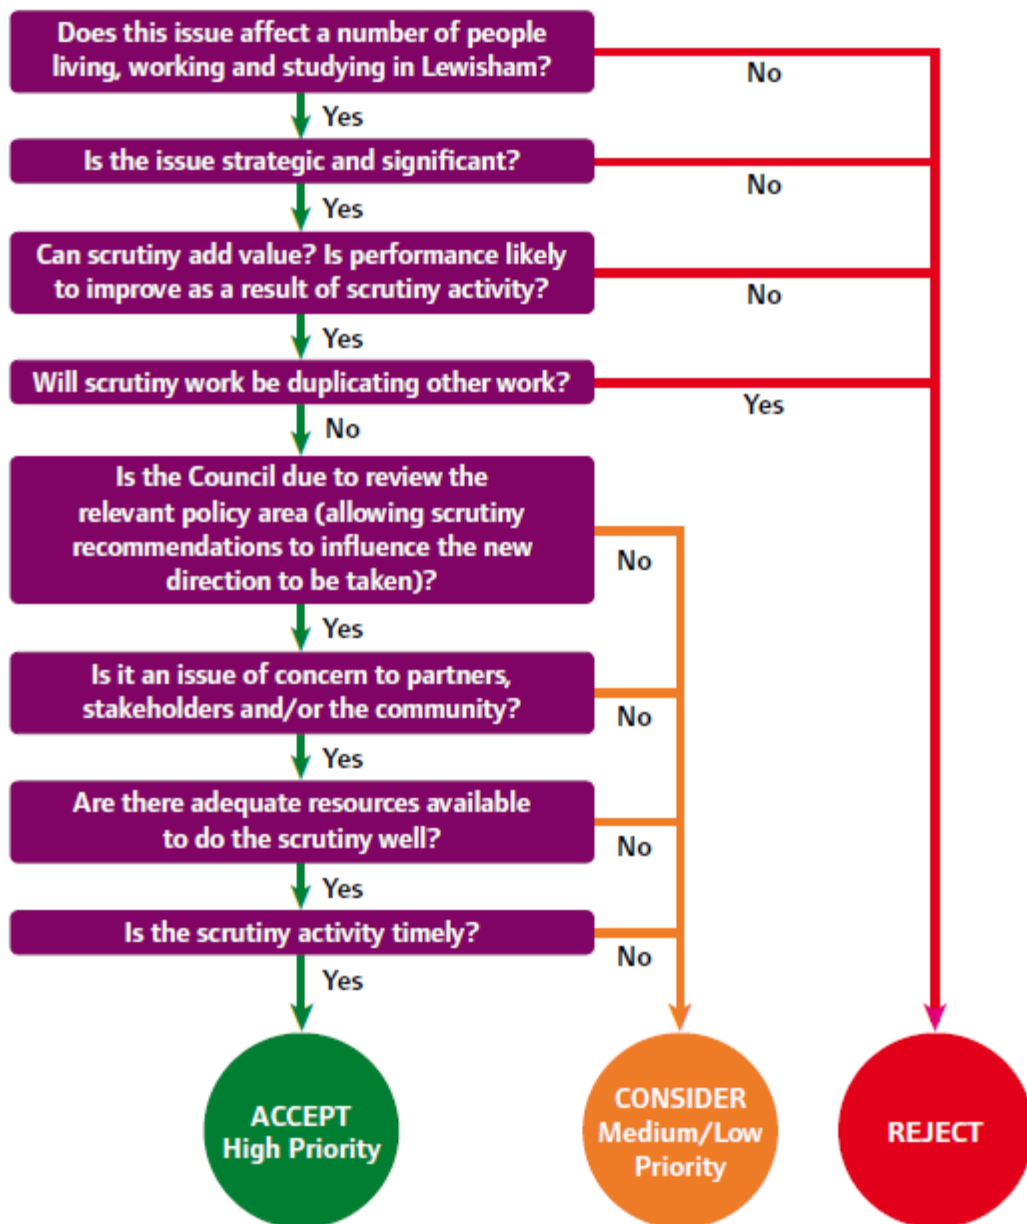 Does this issue affect a number of people
living, working and studying in Lewisham?
No
Yes
Is the issue strategic and significant?
No
Yes
Can scrutiny add value? Is performance likely
to improve as a result of scrutiny activity?
No
Yes
Will scrutiny work be duplicating other work?
Yes
No
Is the Council due to review the
relevant policy area (allowing scrutiny
recommendations to influence the new
direction to be taken)?
No
Yes
Is it an issue of concern to partners,
stakeholders and/or the community?
No
Yes
Are there adequate resources available
to do the scrutiny well?
No
Yes
Is the scrutiny activity timely?
No
Yes
ACCEPT
High Priority
CONSIDER
Medium/Low
Priority
REJECT